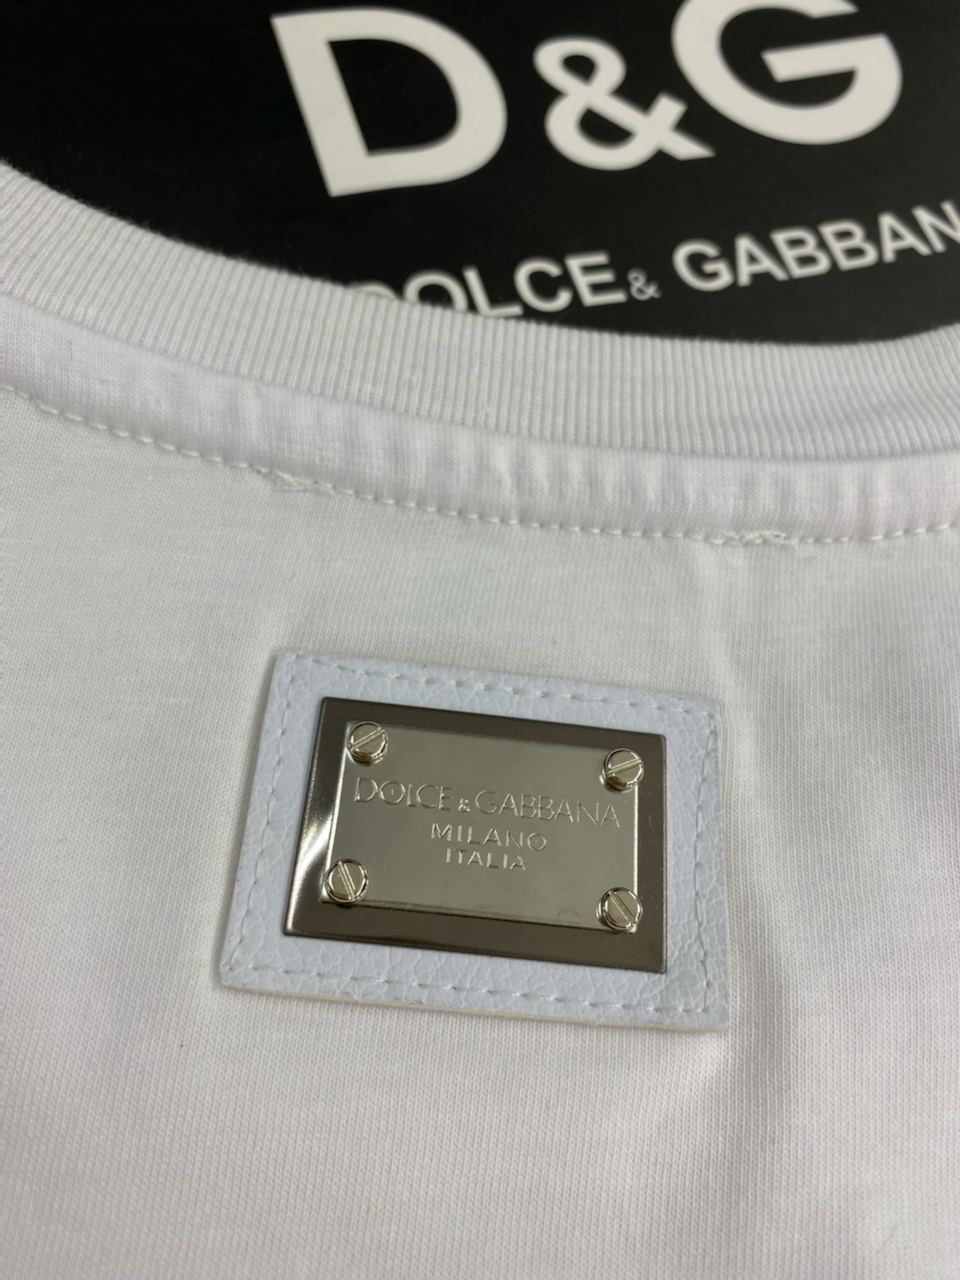 D&G
DOLCE & GABBAN
DOLCE & GABBANA
MILANO
ITALIA